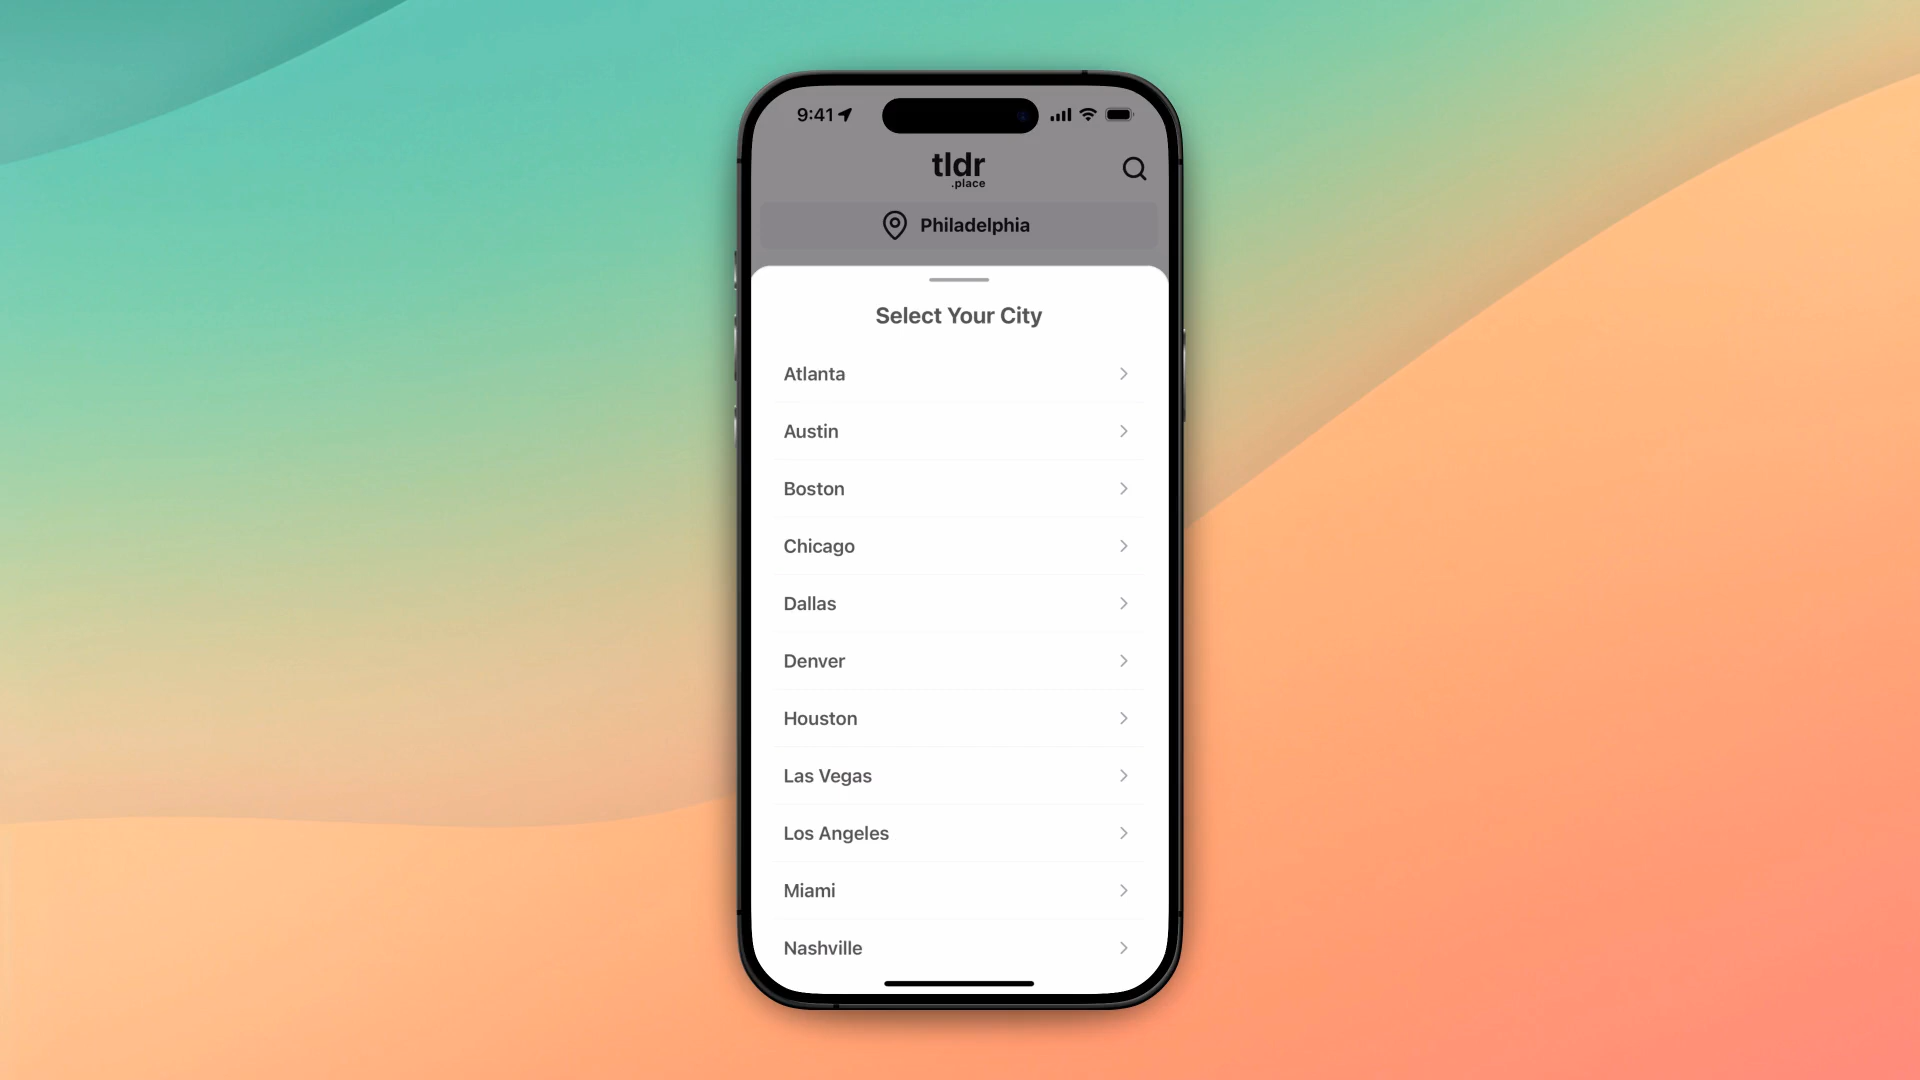 9:41
tldr
.place
Philadelphia
Select Your City
Atlanta
Austin
Boston
Chicago
Dallas
Denver
Houston
Las Vegas
Los Angeles
Miami
Nashville